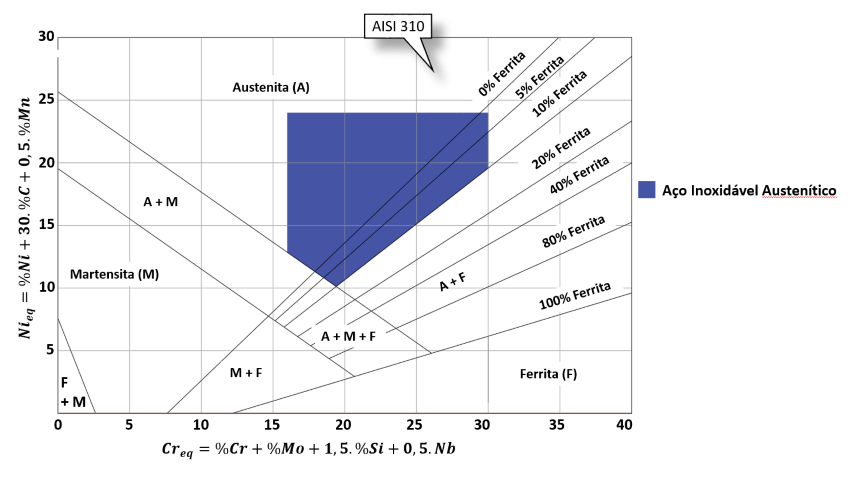 AISI 310
30
25
20
15
10
5
0
5
10
15
20
25
30
35
40
Austenita (A)
0% Ferrita
5% Ferrita
10% Ferrita
20% Ferrita
40% Ferrita
80% Ferrita
100% Ferrita
A + M
Martensita (M)
A + F
A + M + F
M + F
Ferrita (F)
F
+ M
Aço Inoxidável Austenítico
Ni_eq = %Ni + 30.%C + 0,5.%Mn
Cr_eq = %Cr + %Mo + 1,5.%Si + 0,5.Nb